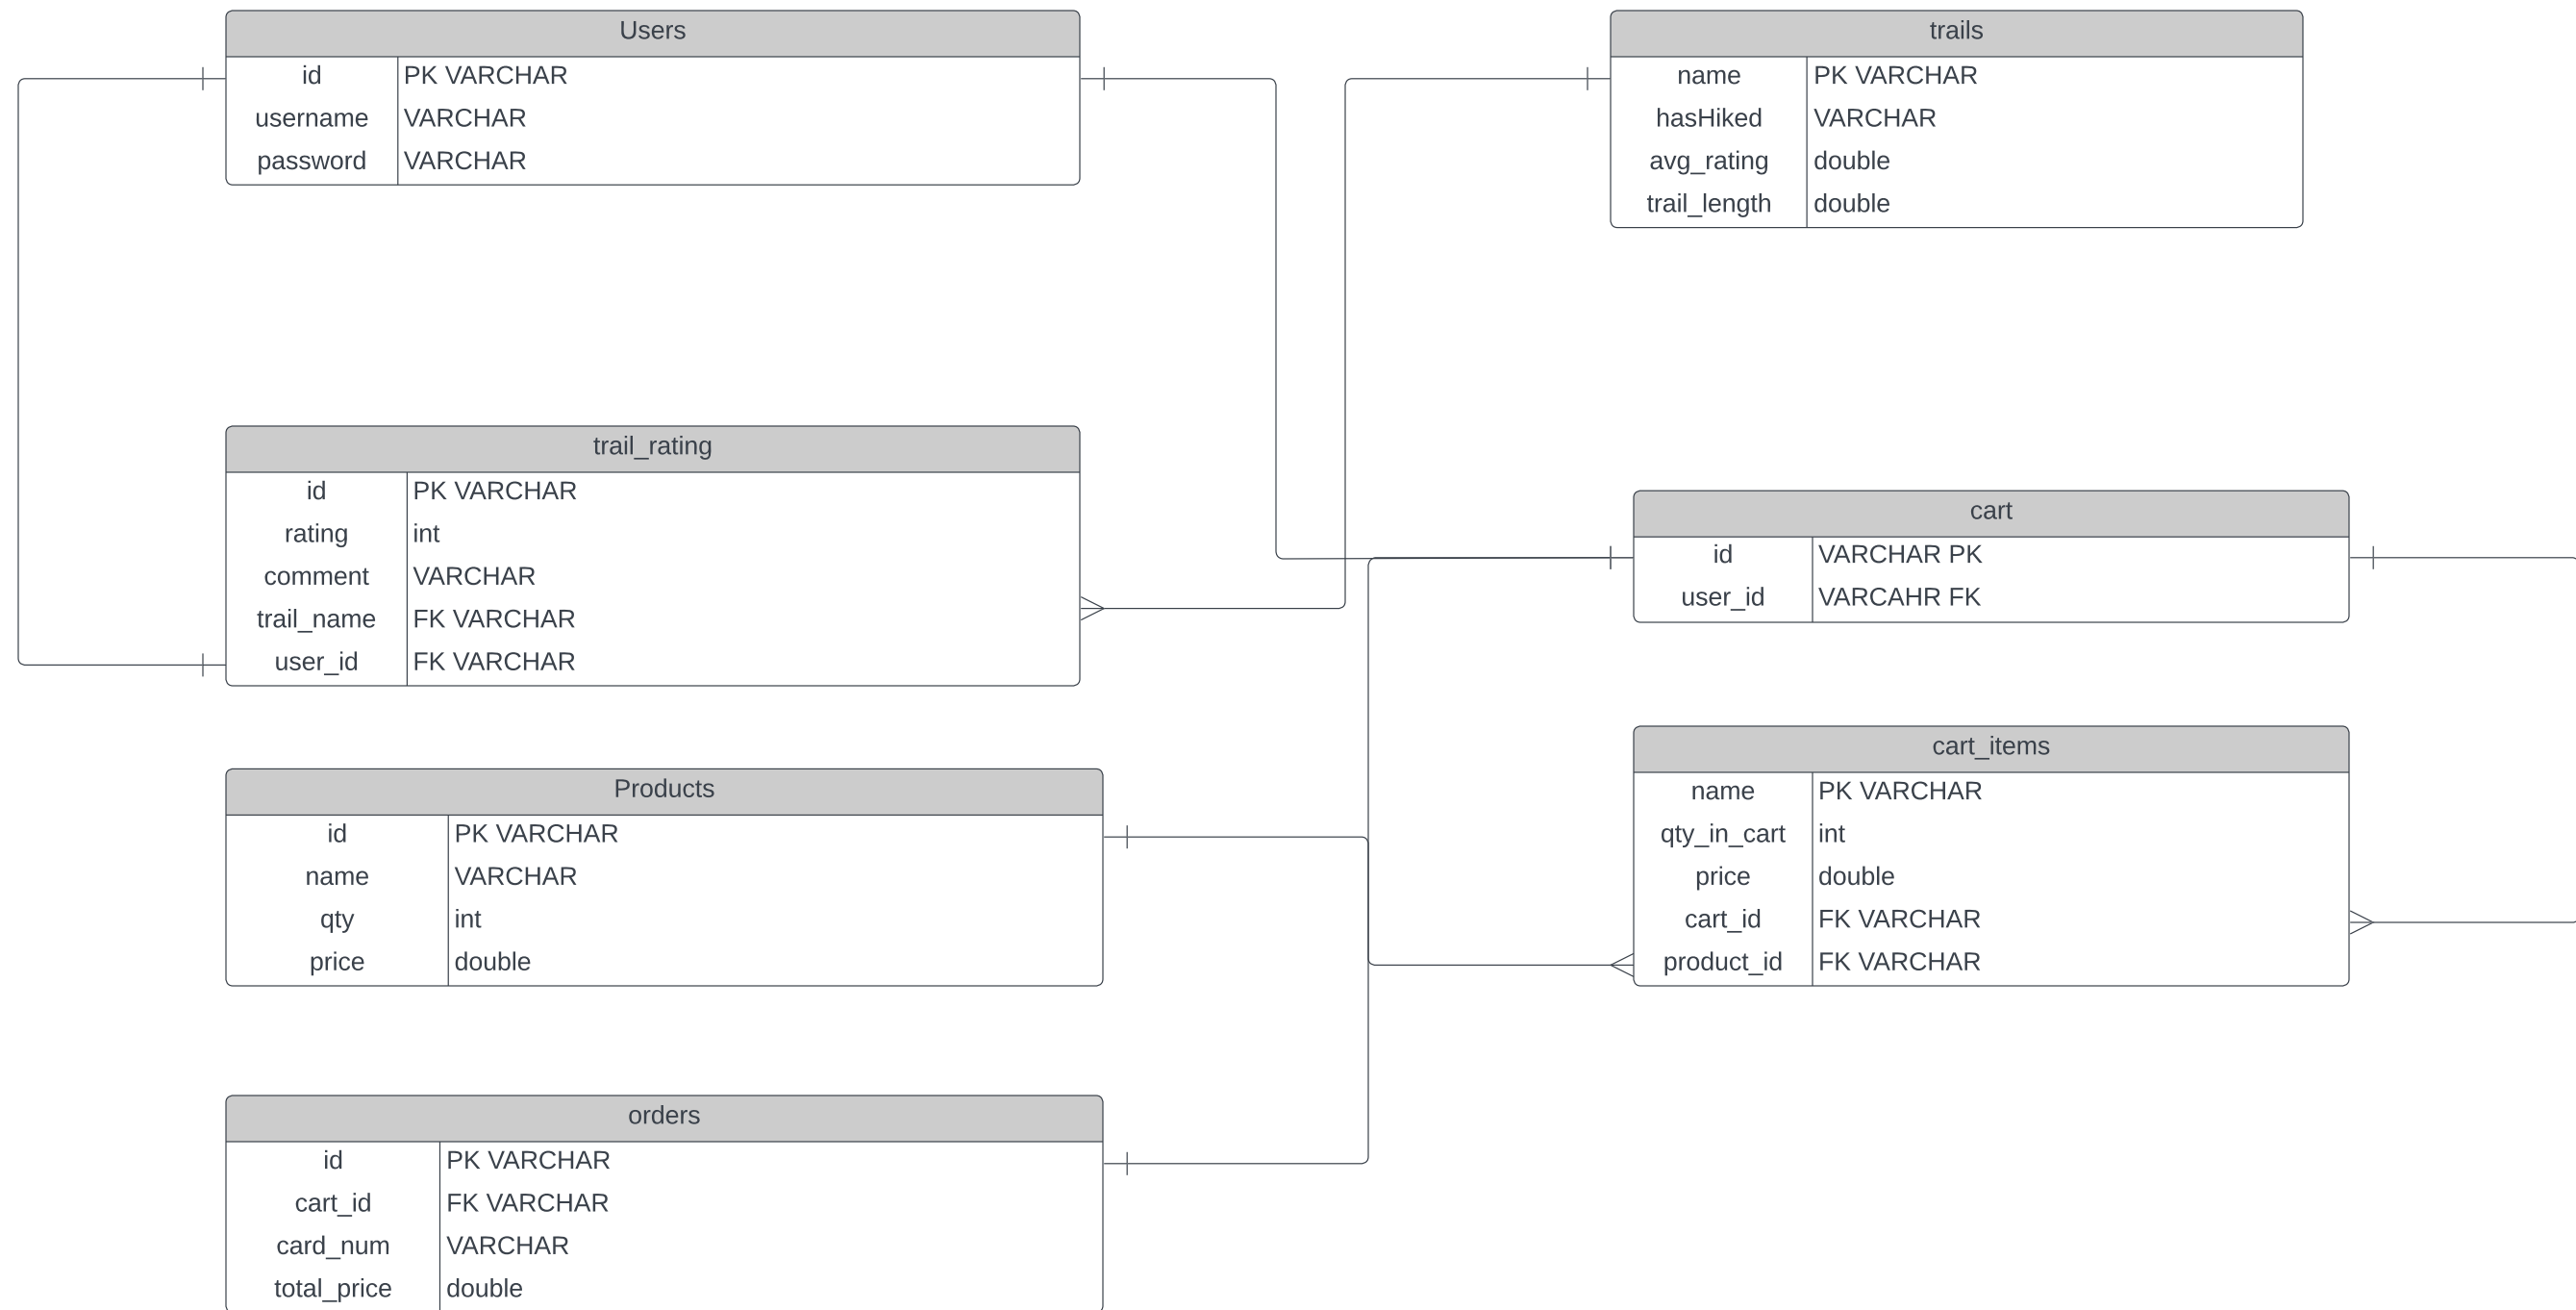 Users
id PK VARCHAR
username VARCHAR
password VARCHAR
trails
name PK VARCHAR
hasHiked VARCHAR
avg_rating double
trail_length double
trail_rating
id PK VARCHAR
rating int
comment VARCHAR
trail_name FK VARCHAR
user_id FK VARCHAR
cart
id VARCHAR PK
user_id VARCAHR FK
Products
id PK VARCHAR
name VARCHAR
qty int
price double
cart_items
name PK VARCHAR
qty_in_cart int
price double
cart_id FK VARCHAR
product_id FK VARCHAR
orders
id PK VARCHAR
cart_id FK VARCHAR
card_num VARCHAR
total_price double